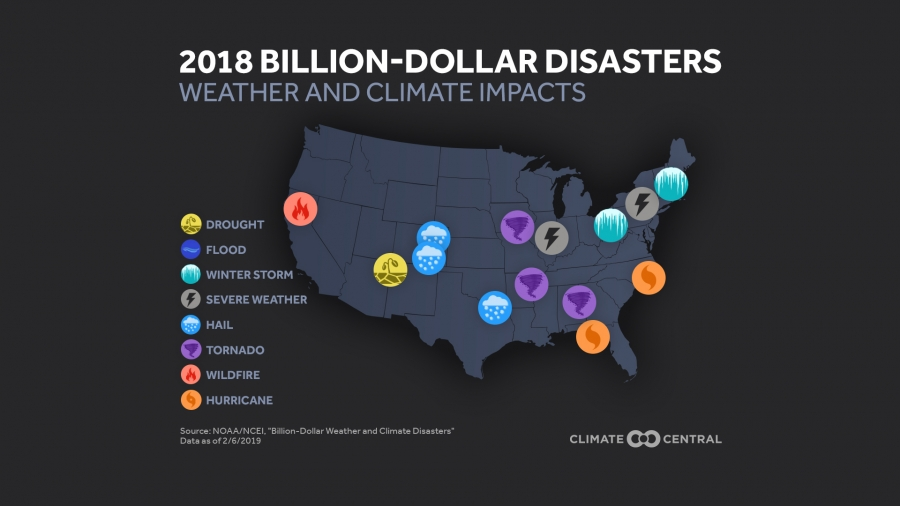 2018 BILLION-DOLLAR DISASTERS
WEATHER AND CLIMATE IMPACTS
DROUGHT
FLOOD
WINTER STORM
SEVERE WEATHER
HAIL
TORNADO
WILDFIRE
HURRICANE
Source: NOAA/NCEI, "Billion-Dollar Weather and Climate Disasters"
Data as of 2/6/2019
CLIMATE CENTRAL